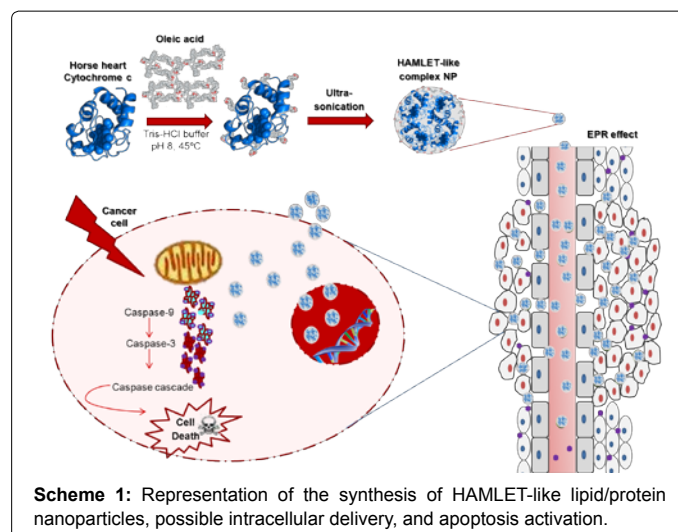 Oleic acid
Horse heart
Cytochrome c
Tris-HCl buffer
pH 8, 45ºC
Ultra-
sonication
HAMLET-like
complex NP
EPR effect
Cancer
cell
Caspase-9
Caspase-3
Caspase cascade
Cell
Death
Scheme 1: Representation of the synthesis of HAMLET-like lipid/protein
nanoparticles, possible intracellular delivery, and apoptosis activation.